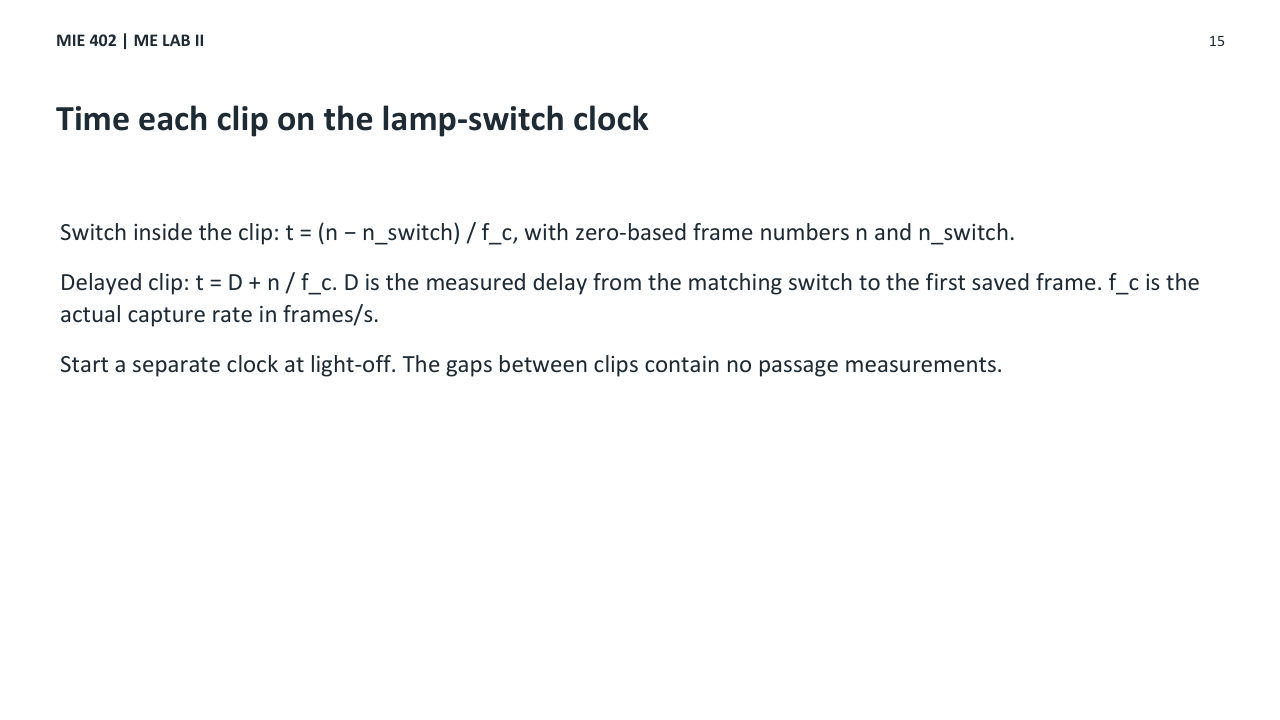 MIE 402 | ME LAB II
15
Time each clip on the lamp-switch clock
Switch inside the clip: t = (n − n_switch) / f_c, with zero-based frame numbers n and n_switch.
Delayed clip: t = D + n / f_c. D is the measured delay from the matching switch to the first saved frame. f_c is the
actual capture rate in frames/s.
Start a separate clock at light-off. The gaps between clips contain no passage measurements.